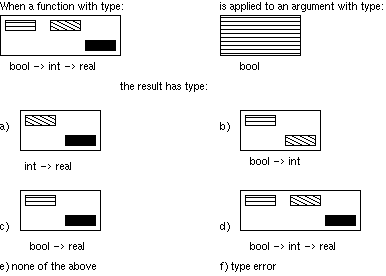 When a function with type:
is applied to an argument with type:
bool -> int -> real
bool
the result has type:
a)
int -> real
b)
bool -> int
c)
bool -> real
d)
bool -> int -> real
e) none of the above
f) type error